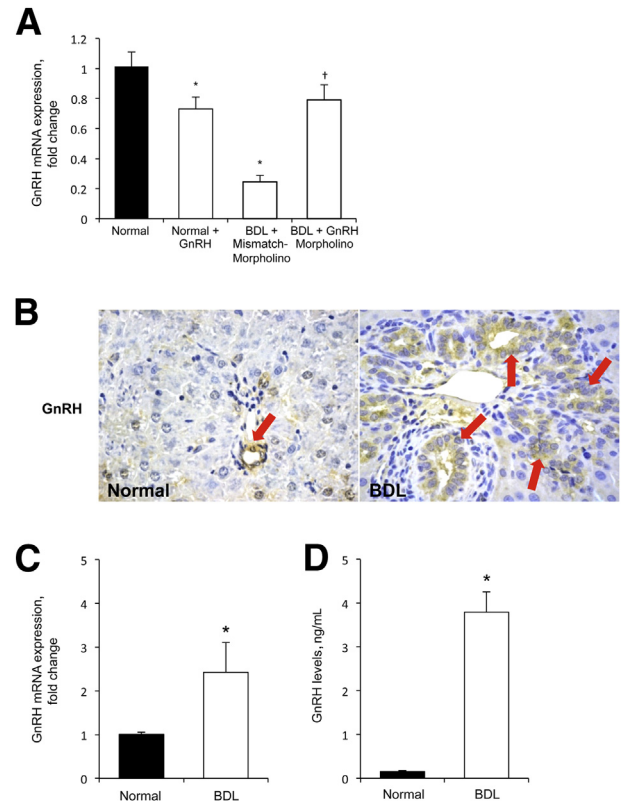 A
GnRH mRNA expression,
fold change
1.2
1
0.8
0.6
0.4
0.2
0
*
*
†
Normal
Normal +
GnRH
BDL +
Mismatch-
Morpholino
BDL + GnRH
Morpholino
B
GnRH
Normal
BDL
C
GnRH mRNA expression,
fold change
5
4
3
2
1
0
*
Normal
BDL
D
GnRH levels, ng/mL
5
4
3
2
1
0
*
Normal
BDL